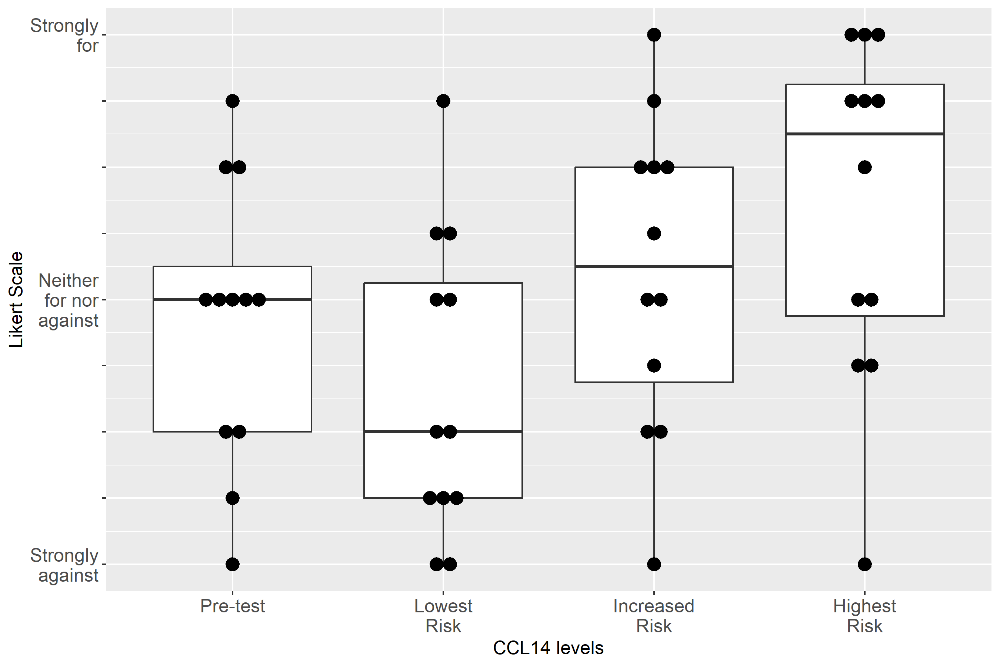 Strongly
for
Neither
for nor
against
Strongly
against
Likert Scale
Pre-test
Lowest
Risk
Increased
Risk
Highest
Risk
CCL14 levels